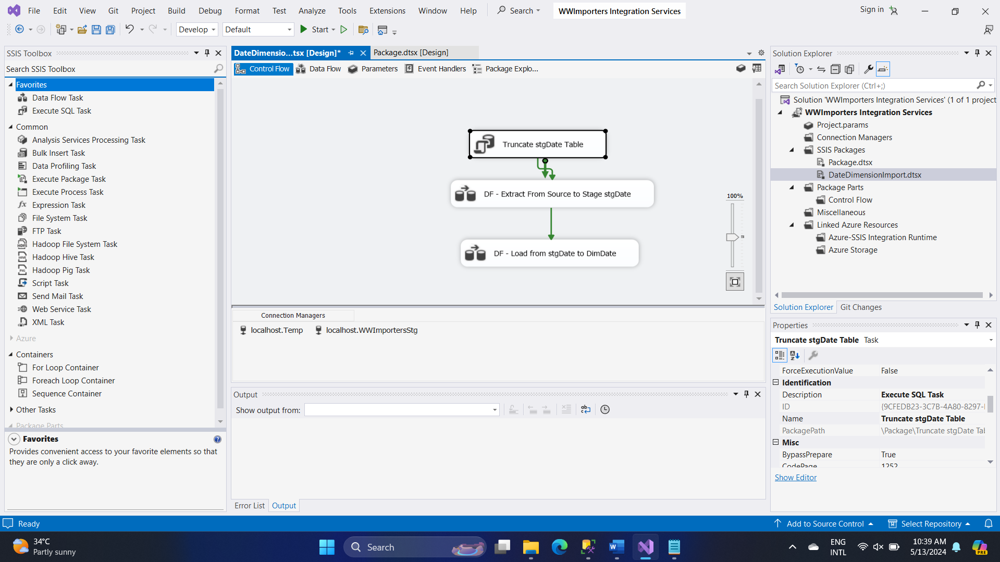 File Edit View Git Project Build Debug Format Test Analyze Tools Extensions Window Help Search WWImporters Integration Services Sign in
Develop Default Start
SSIS Toolbox
Search SSIS Toolbox
Favorites
Data Flow Task
Execute SQL Task
Common
Analysis Services Processing Task
Bulk Insert Task
Data Profiling Task
Execute Package Task
Execute Process Task
Expression Task
File System Task
FTP Task
Hadoop File System Task
Hadoop Hive Task
Hadoop Pig Task
Script Task
Send Mail Task
Web Service Task
XML Task
Azure
Containers
For Loop Container
Foreach Loop Container
Sequence Container
Other Tasks
Package Parts
Favorites
Provides convenient access to your favorite elements so that
they are only a click away.
DateDimensio...tsx [Design]* Package.dtsx [Design]
Control Flow Data Flow Parameters Event Handlers Package Explo...
Truncate stgDate Table
DF - Extract From Source to Stage stgDate
DF - Load from stgDate to DimDate
100%
Connection Managers
localhost.Temp localhost.WWImportersStg
Output
Show output from:
Error List Output
Solution Explorer
Search Solution Explorer (Ctrl+;)
Solution 'WWImporters Integration Services' (1 of 1 project
WWImporters Integration Services
Project.params
Connection Managers
SSIS Packages
Package.dtsx
DateDimensionImport.dtsx
Package Parts
Control Flow
Miscellaneous
Linked Azure Resources
Azure-SSIS Integration Runtime
Azure Storage
Solution Explorer Git Changes
Properties
Truncate stgDate Table Task
ForceExecutionValue False
Identification
Description Execute SQL Task
ID {9CFEDB23-3C7B-4A80-8297-
Name Truncate stgDate Table
PackagePath \Package\Truncate stgDate Tal
Misc
BypassPrepare True
CodePage 1252
Show Editor
Ready Add to Source Control Select Repository
34°C
Partly sunny
Search
ENG
INTL
10:39 AM
5/13/2024
PRE